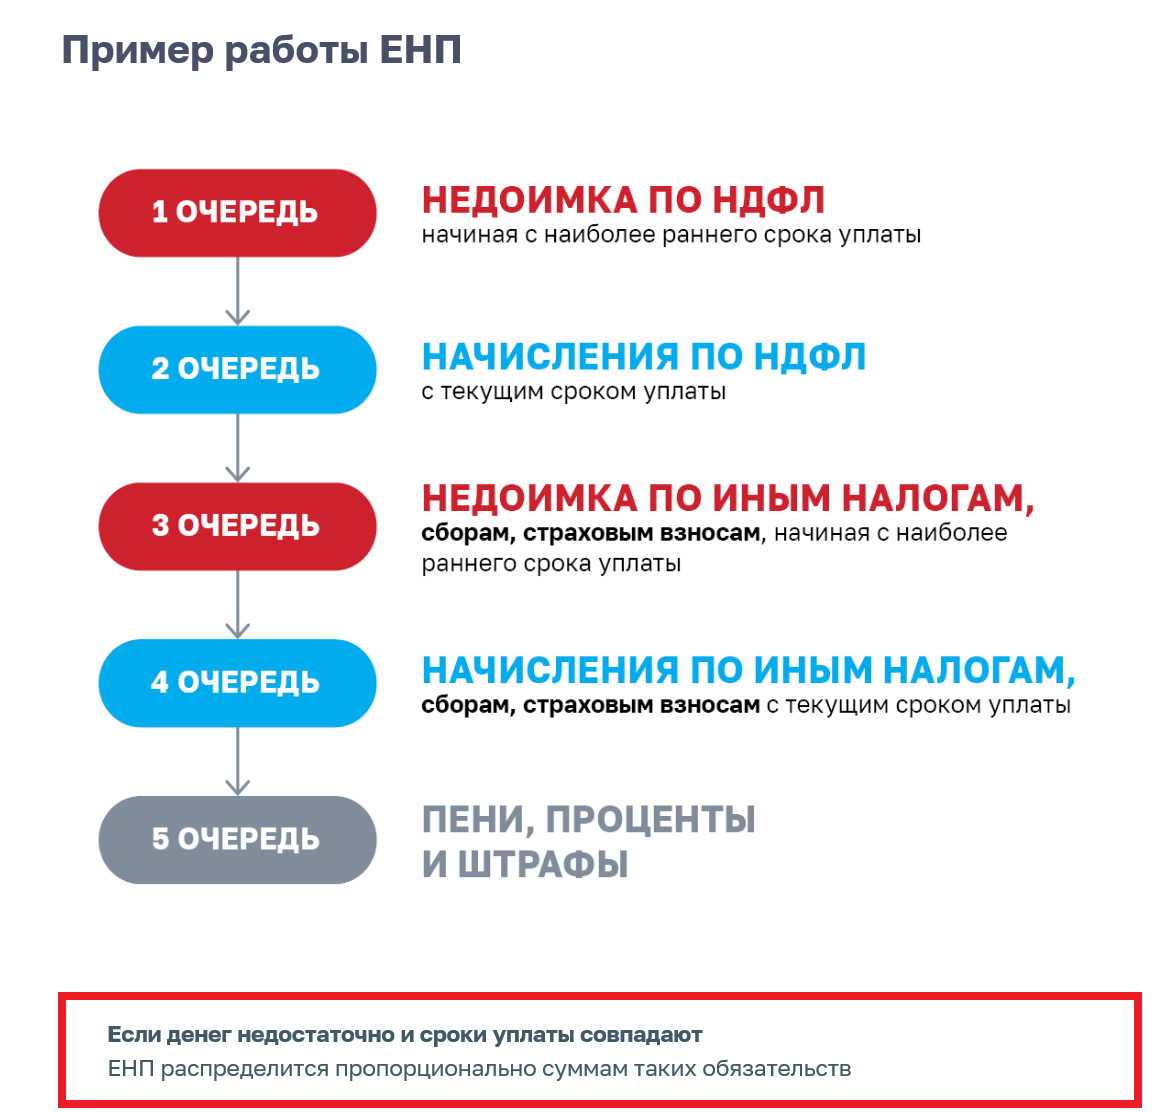 Пример работы ЕНП
1 ОЧЕРЕДЬ
НЕДОИМКА ПО НДФЛ
начиная с наиболее раннего срока уплаты
2 ОЧЕРЕДЬ
НАЧИСЛЕНИЯ ПО НДФЛ
с текущим сроком уплаты
3 ОЧЕРЕДЬ
НЕДОИМКА ПО ИНЫМ НАЛОГАМ,
сборам, страховым взносам, начиная с наиболее
раннего срока уплаты
4 ОЧЕРЕДЬ
НАЧИСЛЕНИЯ ПО ИНЫМ НАЛОГАМ,
сборам, страховым взносам с текущим сроком уплаты
5 ОЧЕРЕДЬ
ПЕНИ, ПРОЦЕНТЫ
И ШТРАФЫ
Если денег недостаточно и сроки уплаты совпадают
ЕНП распределится пропорционально суммам таких обязательств